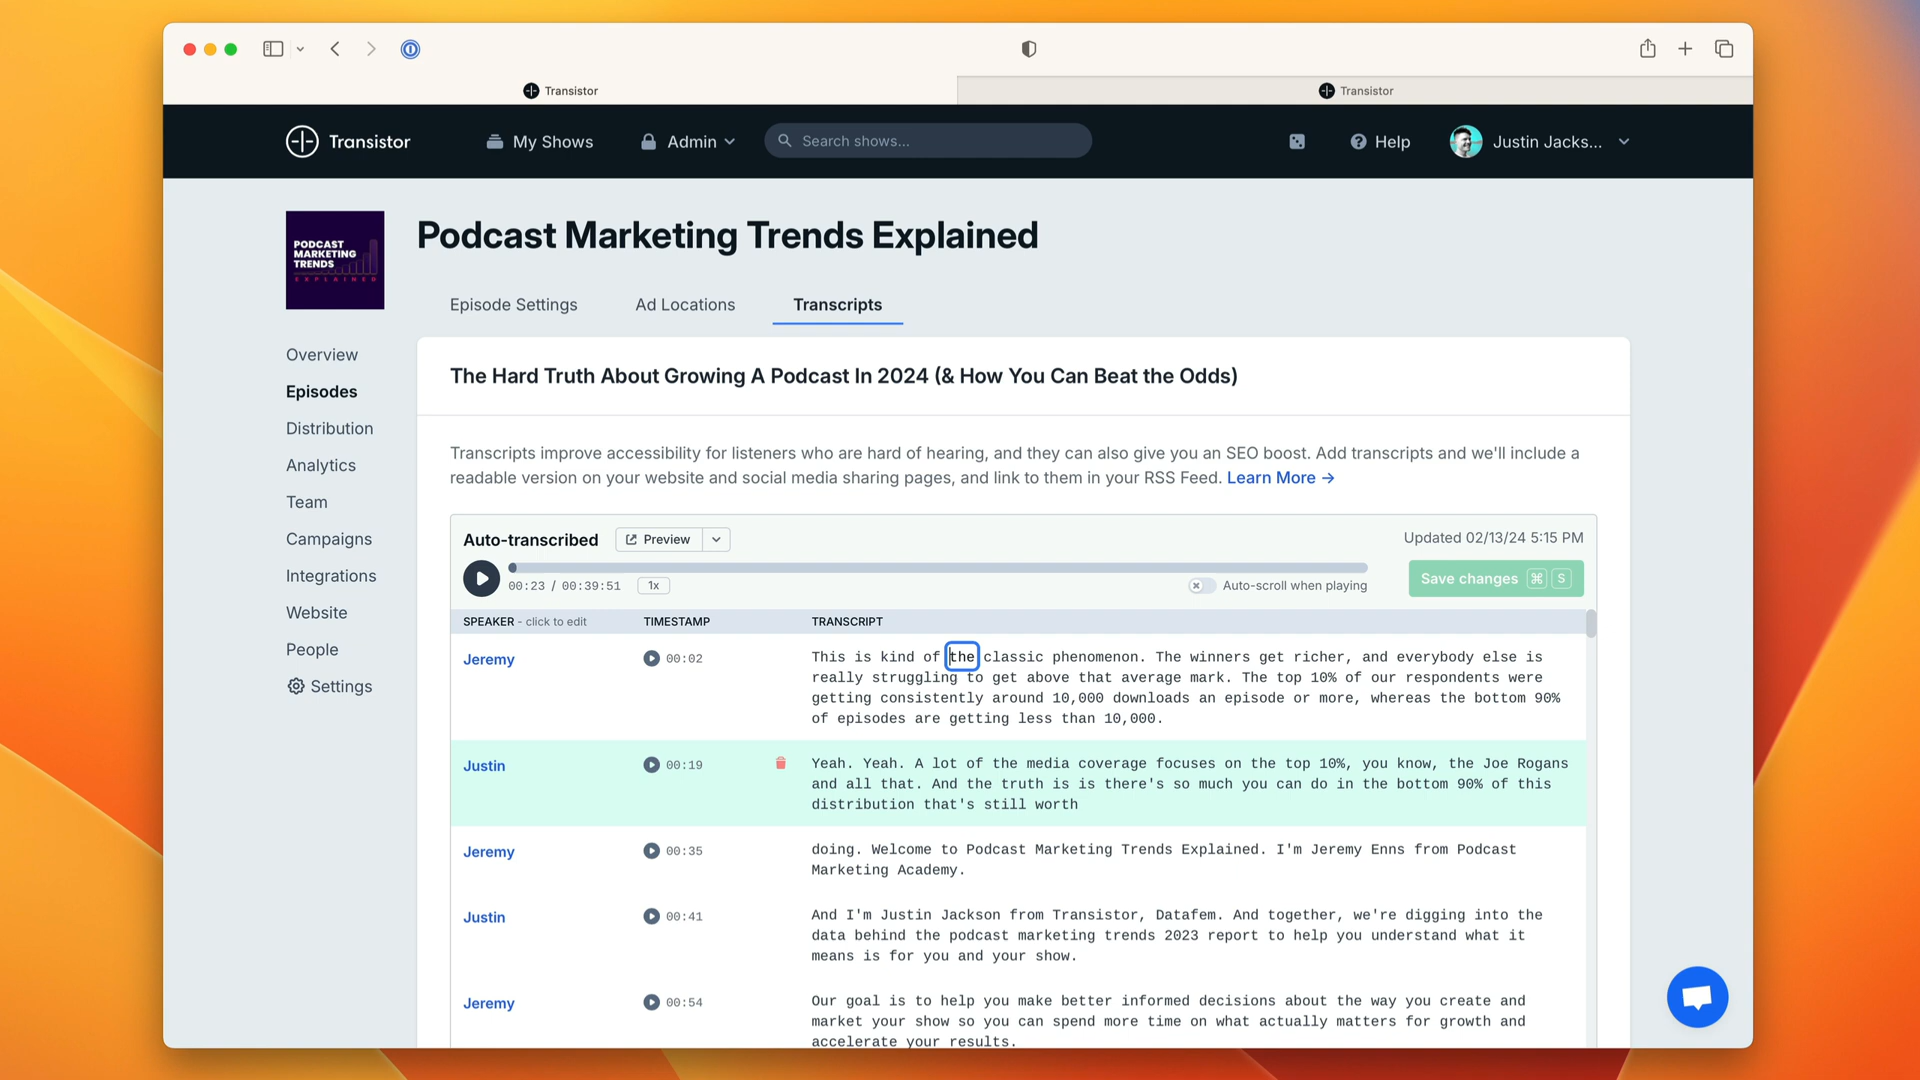 Transistor
Transistor
Transistor
My Shows
Admin
Search shows...
Help
Justin Jacks...
PODCAST
MARKETING
TRENDS
EXPLAINED
Podcast Marketing Trends Explained
Episode Settings
Ad Locations
Transcripts
Overview
Episodes
Distribution
Analytics
Team
Campaigns
Integrations
Website
People
Settings
The Hard Truth About Growing A Podcast In 2024 (& How You Can Beat the Odds)
Transcripts improve accessibility for listeners who are hard of hearing, and they can also give you an SEO boost. Add transcripts and we'll include a
readable version on your website and social media sharing pages, and link to them in your RSS Feed. Learn More →
Auto-transcribed
Preview
Updated 02/13/24 5:15 PM
00:23 / 00:39:51
1x
Auto-scroll when playing
Save changes ⌘ S
SPEAKER - click to edit
TIMESTAMP
TRANSCRIPT
Jeremy
00:02
This is kind of the classic phenomenon. The winners get richer, and everybody else is
really struggling to get above that average mark. The top 10% of our respondents were
getting consistently around 10,000 downloads an episode or more, whereas the bottom 90%
of episodes are getting less than 10,000.
Justin
00:19
Yeah. Yeah. A lot of the media coverage focuses on the top 10%, you know, the Joe Rogans
and all that. And the truth is is there's so much you can do in the bottom 90% of this
distribution that's still worth
Jeremy
00:35
doing. Welcome to Podcast Marketing Trends Explained. I'm Jeremy Enns from Podcast
Marketing Academy.
Justin
00:41
And I'm Justin Jackson from Transistor, Datafem. And together, we're digging into the
data behind the podcast marketing trends 2023 report to help you understand what it
means is for you and your show.
Jeremy
00:54
Our goal is to help you make better informed decisions about the way you create and
market your show so you can spend more time on what actually matters for growth and
accelerate your results.